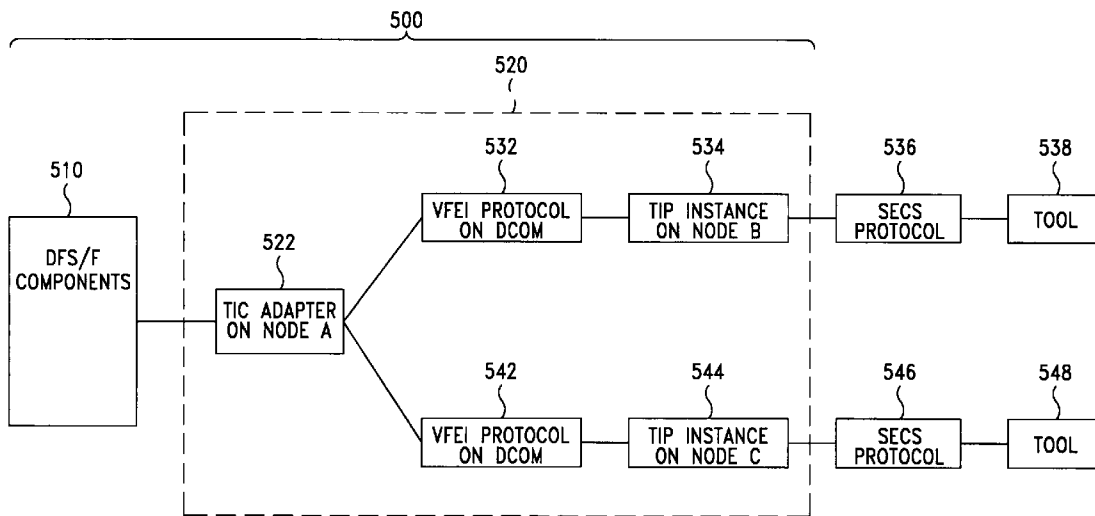 500
520
510
DFS/F
COMPONENTS
522
TIC ADAPTER
ON NODE A
532
VFEI PROTOCOL
ON DCOM
534
TIP INSTANCE
ON NODE B
536
SECS
PROTOCOL
538
TOOL
542
VFEI PROTOCOL
ON DCOM
544
TIP INSTANCE
ON NODE C
546
SECS
PROTOCOL
548
TOOL